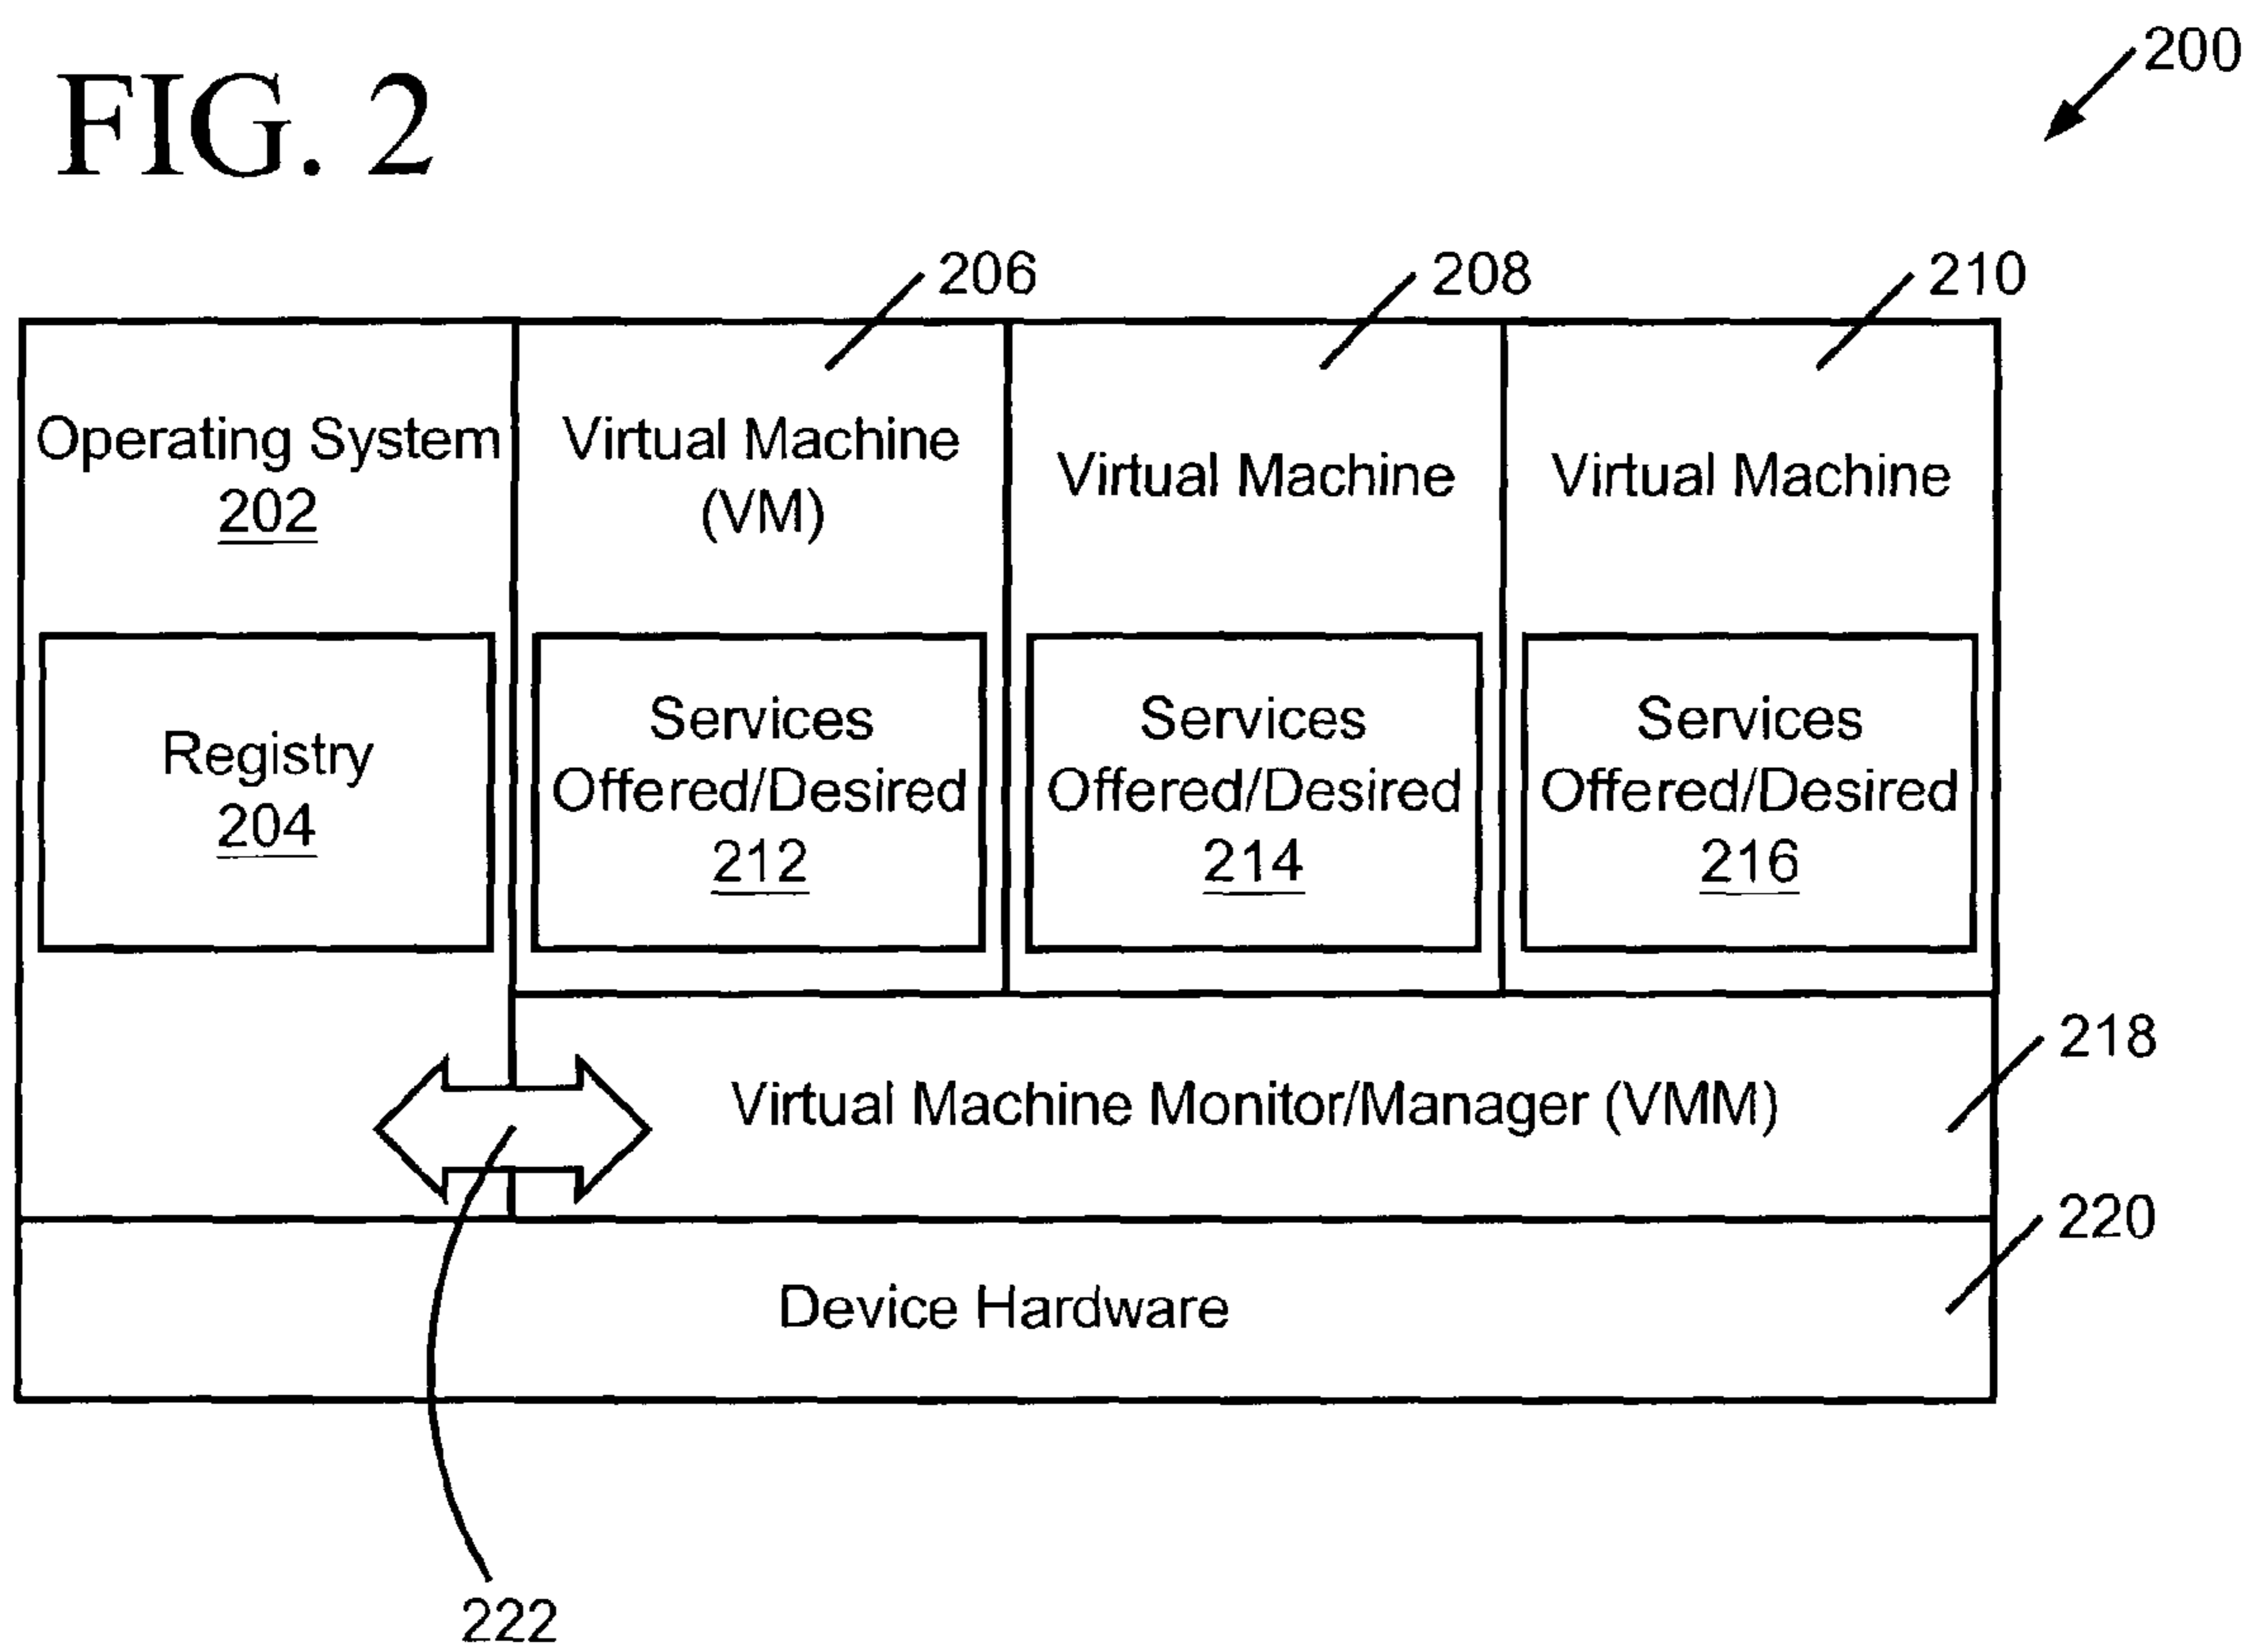 FIG. 2
200
206
208
210
Operating System
202
Virtual Machine
(VM)
Virtual Machine
Virtual Machine
Registry
204
Services
Offered/Desired
212
Services
Offered/Desired
214
Services
Offered/Desired
216
218
Virtual Machine Monitor/Manager (VMM)
220
Device Hardware
222